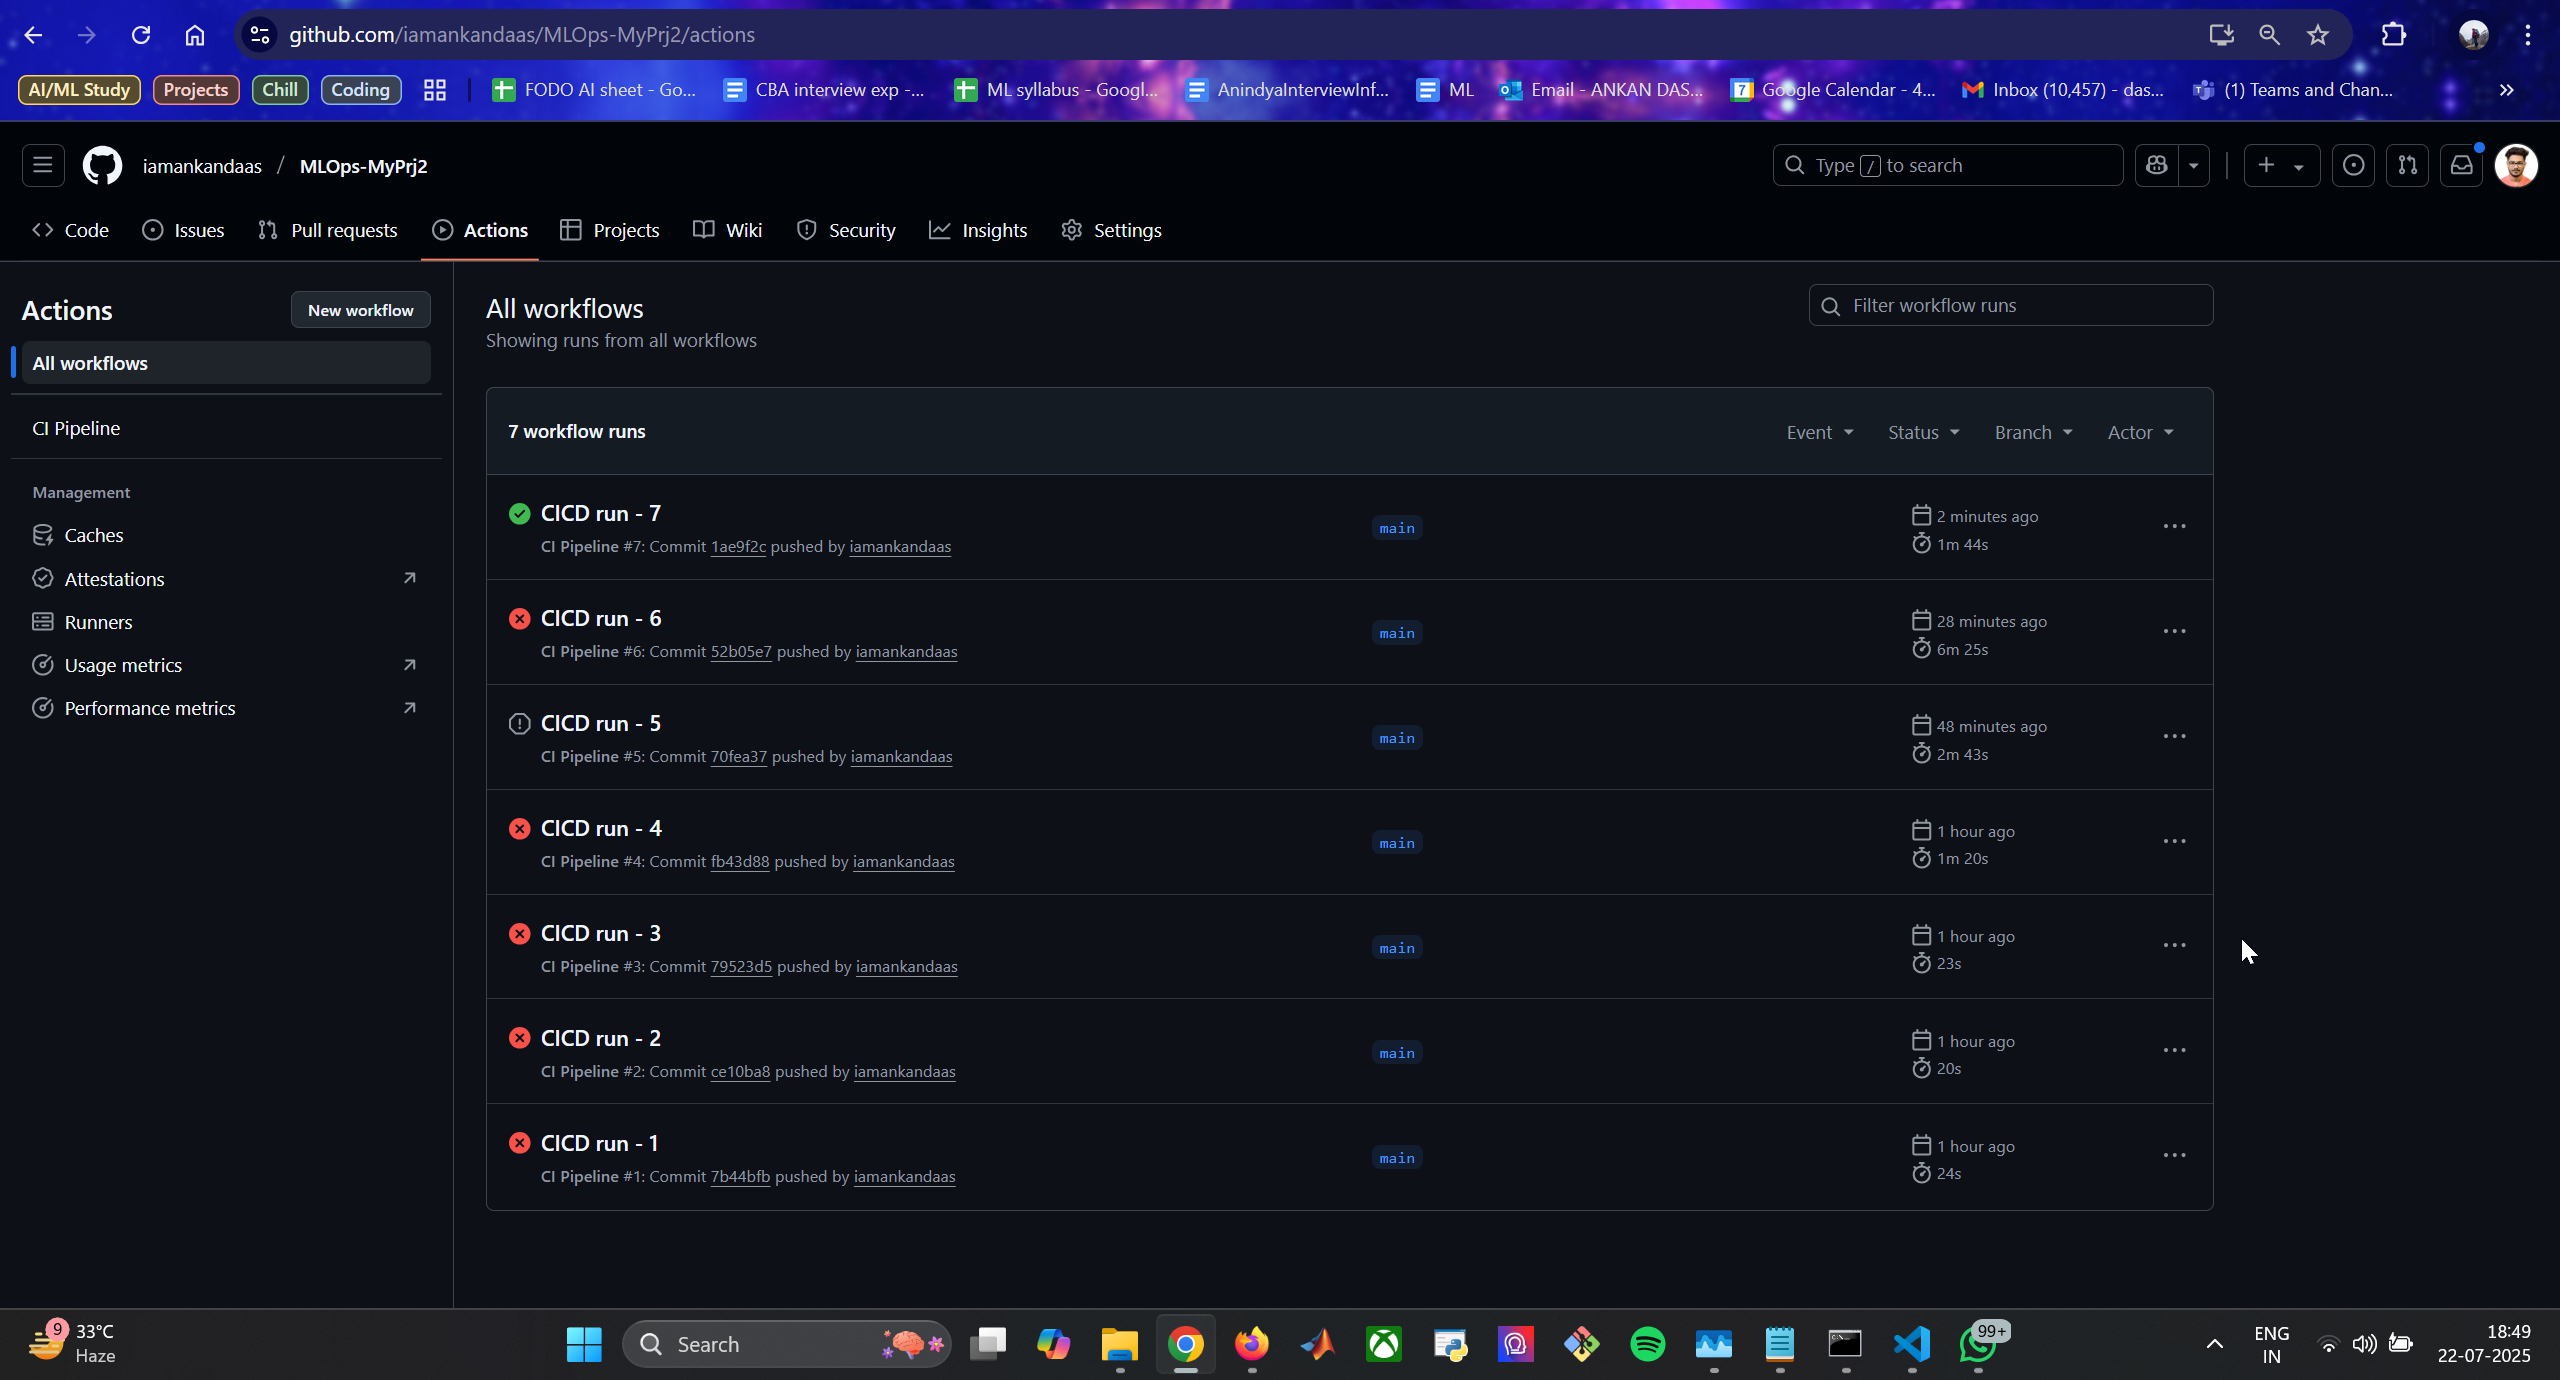 github.com/iamankandaas/MLOps-MyPrj2/actions
AI/ML Study Projects Chill Coding FODO AI sheet - Go... CBA interview exp -... ML syllabus - Googl... AnindyaInterviewInf... ML Email - ANKAN DAS... 7 Google Calendar - 4... Inbox (10,457) - das... (1) Teams and Chan...
iamankandaas / MLOps-MyPrj2
Type / to search
Code Issues Pull requests Actions Projects Wiki Security Insights Settings
Actions
New workflow
All workflows
CI Pipeline
Management
Caches
Attestations
Runners
Usage metrics
Performance metrics
All workflows
Showing runs from all workflows
Filter workflow runs
7 workflow runs
Event Status Branch Actor
CICD run - 7
CI Pipeline #7: Commit 1ae9f2c pushed by iamankandaas
main
2 minutes ago
1m 44s
CICD run - 6
CI Pipeline #6: Commit 52b05e7 pushed by iamankandaas
main
28 minutes ago
6m 25s
CICD run - 5
CI Pipeline #5: Commit 70fea37 pushed by iamankandaas
main
48 minutes ago
2m 43s
CICD run - 4
CI Pipeline #4: Commit fb43d88 pushed by iamankandaas
main
1 hour ago
1m 20s
CICD run - 3
CI Pipeline #3: Commit 79523d5 pushed by iamankandaas
main
1 hour ago
23s
CICD run - 2
CI Pipeline #2: Commit ce10ba8 pushed by iamankandaas
main
1 hour ago
20s
CICD run - 1
CI Pipeline #1: Commit 7b44bfb pushed by iamankandaas
main
1 hour ago
24s
9
33°C
Haze
Search
99+
ENG
IN
18:49
22-07-2025